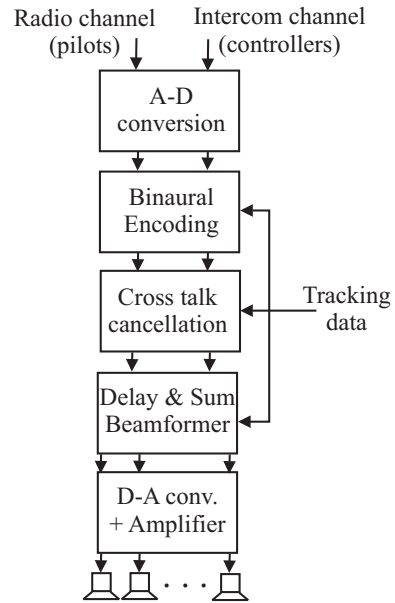 Radio channel
(pilots)
Intercom channel
(controllers)
A-D
conversion
Binaural
Encoding
Cross talk
cancellation
Tracking
data
Delay & Sum
Beamformer
D-A conv.
+ Amplifier
. . .